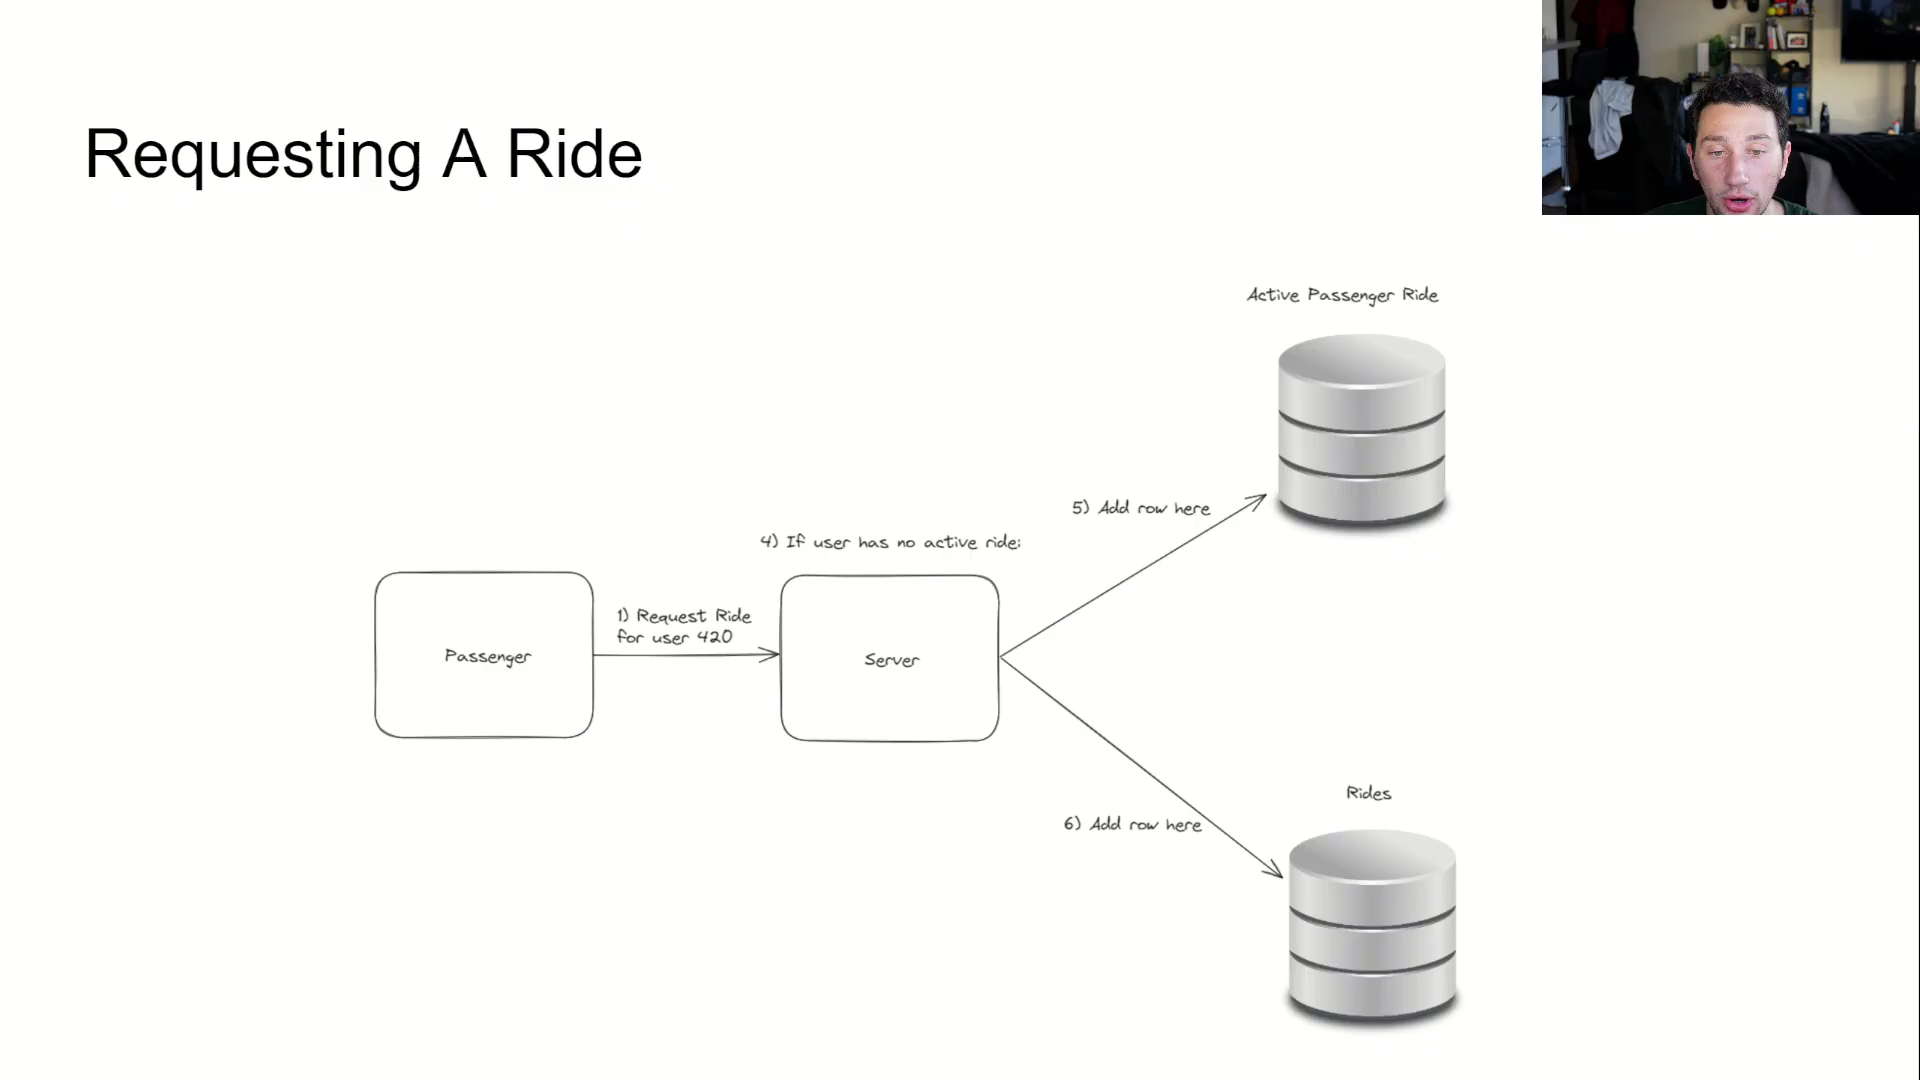 Requesting A Ride
Active Passenger Ride
5) Add row here
4) If user has no active ride:
1) Request Ride
for user 420
Passenger
Server
Rides
6) Add row here